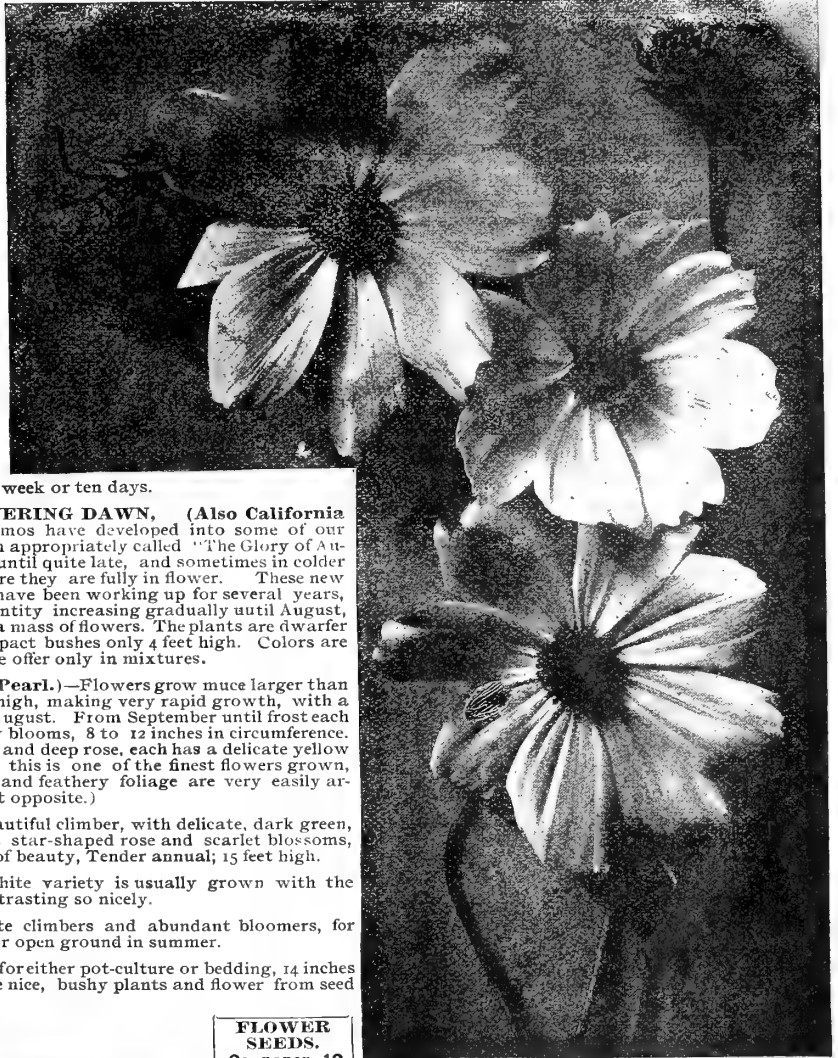 week or ten days.
ERING DAWN, (Also California
mos have developed into some of our
appropriately called "The Glory of Au-
until quite late, and sometimes in colder
re they are fully in flower. These new
have been working up for several years,
ntity increasing gradually uutil August,
a mass of flowers. The plants are dwarfer
pact bushes only 4 feet high. Colors are
e offer only in mixtures.
Pearl.)—Flowers grow muce larger than
high, making very rapid growth, with a
ugust. From September until frost each
blooms, 8 to 12 inches in circumference.
and deep rose, each has a delicate yellow
this is one of the finest flowers grown,
and feathery foliage are very easily ar-
t opposite.)
autiful climber, with delicate, dark green,
star-shaped rose and scarlet blossoms,
of beauty, Tender annual; 15 feet high.
hite variety is usually grown with the
trasting so nicely.
te climbers and abundant bloomers, for
r open ground in summer.
for either pot-culture or bedding, 14 inches
e nice, bushy plants and flower from seed
FLOWER
SEEDS.